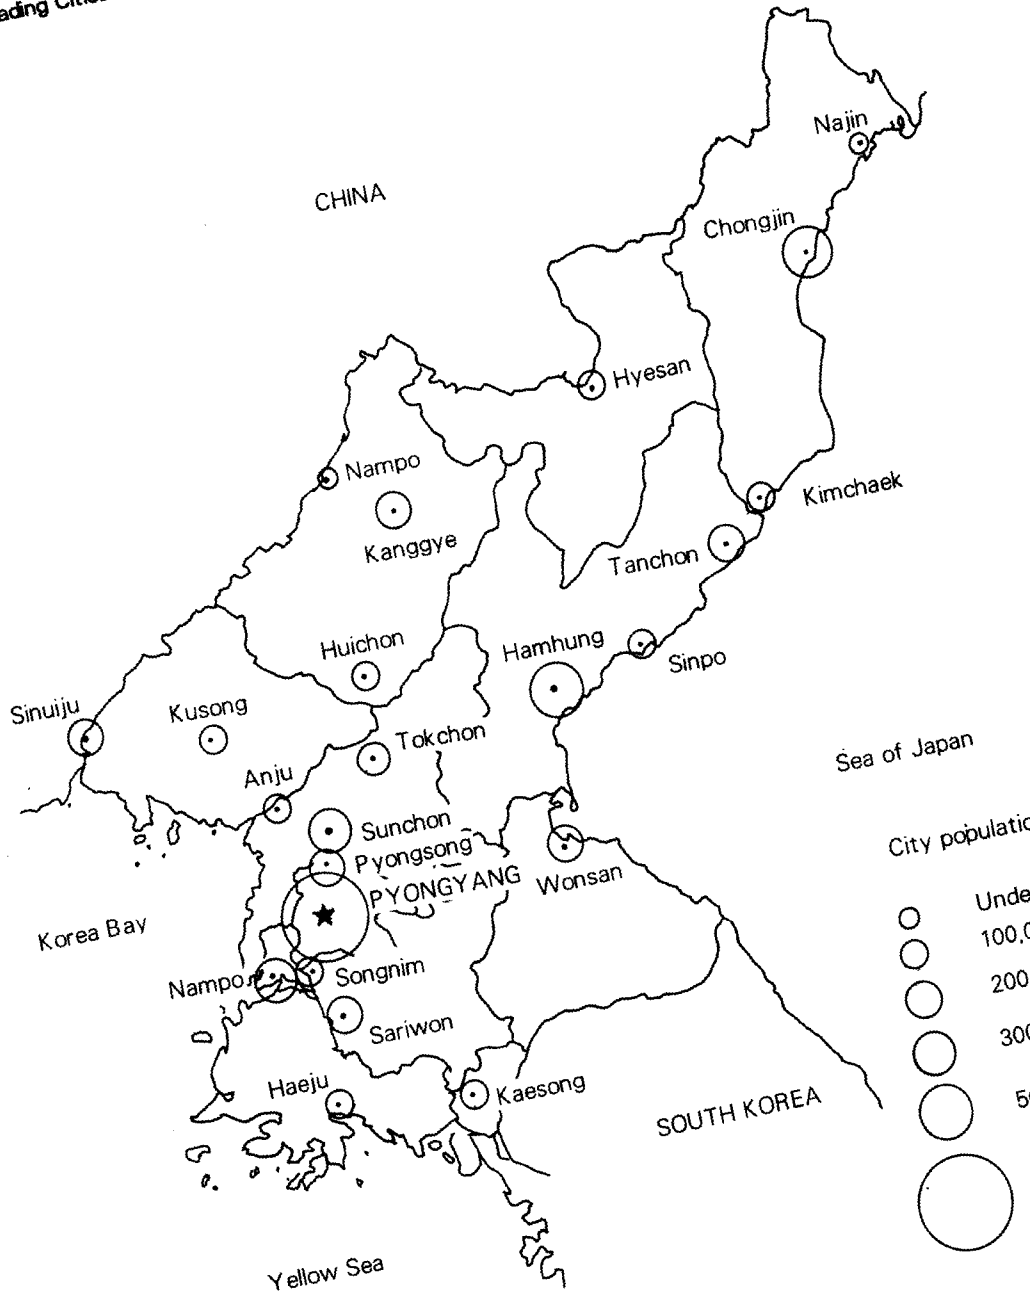 ading Cities
Najin
CHINA
Chongjin
Hyesan
Nampo
Kimchaek
Kanggye
Tanchon
Huichon
Hamhung
Sinpo
Sinuiju
Kusong
Tokchon
Sea of Japan
Anju
Sunchon
City populatio
Pyongsong
PYONGYANG
Wonsan
Unde
Korea Bay
100,0
Nampo
Songnim
200
Sariwon
300
Haeju
Kaesong
SOUTH KOREA
50
Yellow Sea